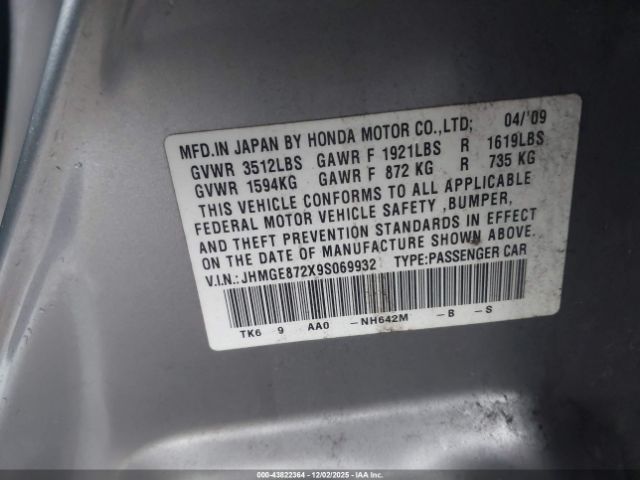 MFD.IN JAPAN BY HONDA MOTOR CO.,LTD; 04/'09
GVWR 3512LBS GAWR F 1921LBS R 1619LBS
GVWR 1594KG GAWR F 872 KG R 735 KG
THIS VEHICLE CONFORMS TO ALL APPLICABLE
FEDERAL MOTOR VEHICLE SAFETY ,BUMPER,
AND THEFT PREVENTION STANDARDS IN EFFECT
ON THE DATE OF MANUFACTURE SHOWN ABOVE.
V.I.N.: JHMGE872X9S069932 TYPE:PASSENGER CAR
TK6 9 AA0 -NH642M -B -S
000-43822364 | 12/02/2025 | IAA Inc.